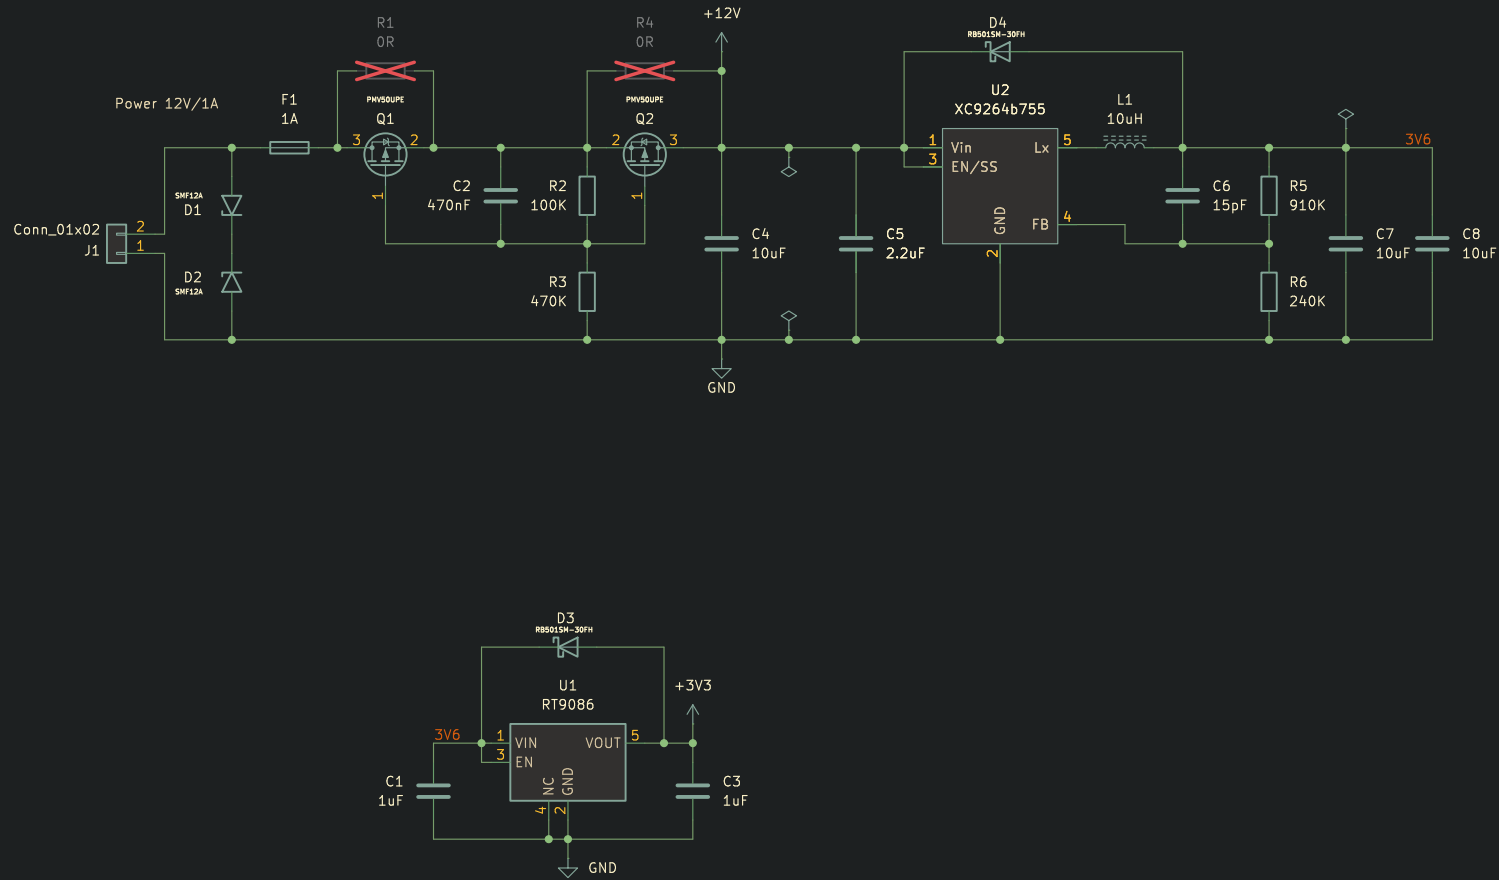 +12V
R1
0R
R4
0R
D4
RB501SM-30FH
Power 12V/1A
F1
1A
PMV50UPE
Q1
3
2
1
PMV50UPE
Q2
2
3
1
U2
XC9264b755
1
Vin
3
EN/SS
Lx
5
GND
2
FB
4
L1
10uH
3V6
SMF12A
D1
C2
470nF
R2
100K
C6
15pF
R5
910K
Conn_01x02
J1
2
1
D2
SMF12A
R3
470K
C4
10uF
C5
2.2uF
C7
10uF
C8
10uF
R6
240K
GND
D3
RB501SM-30FH
U1
RT9086
+3V3
3V6
1
VIN
3
EN
VOUT
5
NC
4
GND
2
C1
1uF
C3
1uF
GND